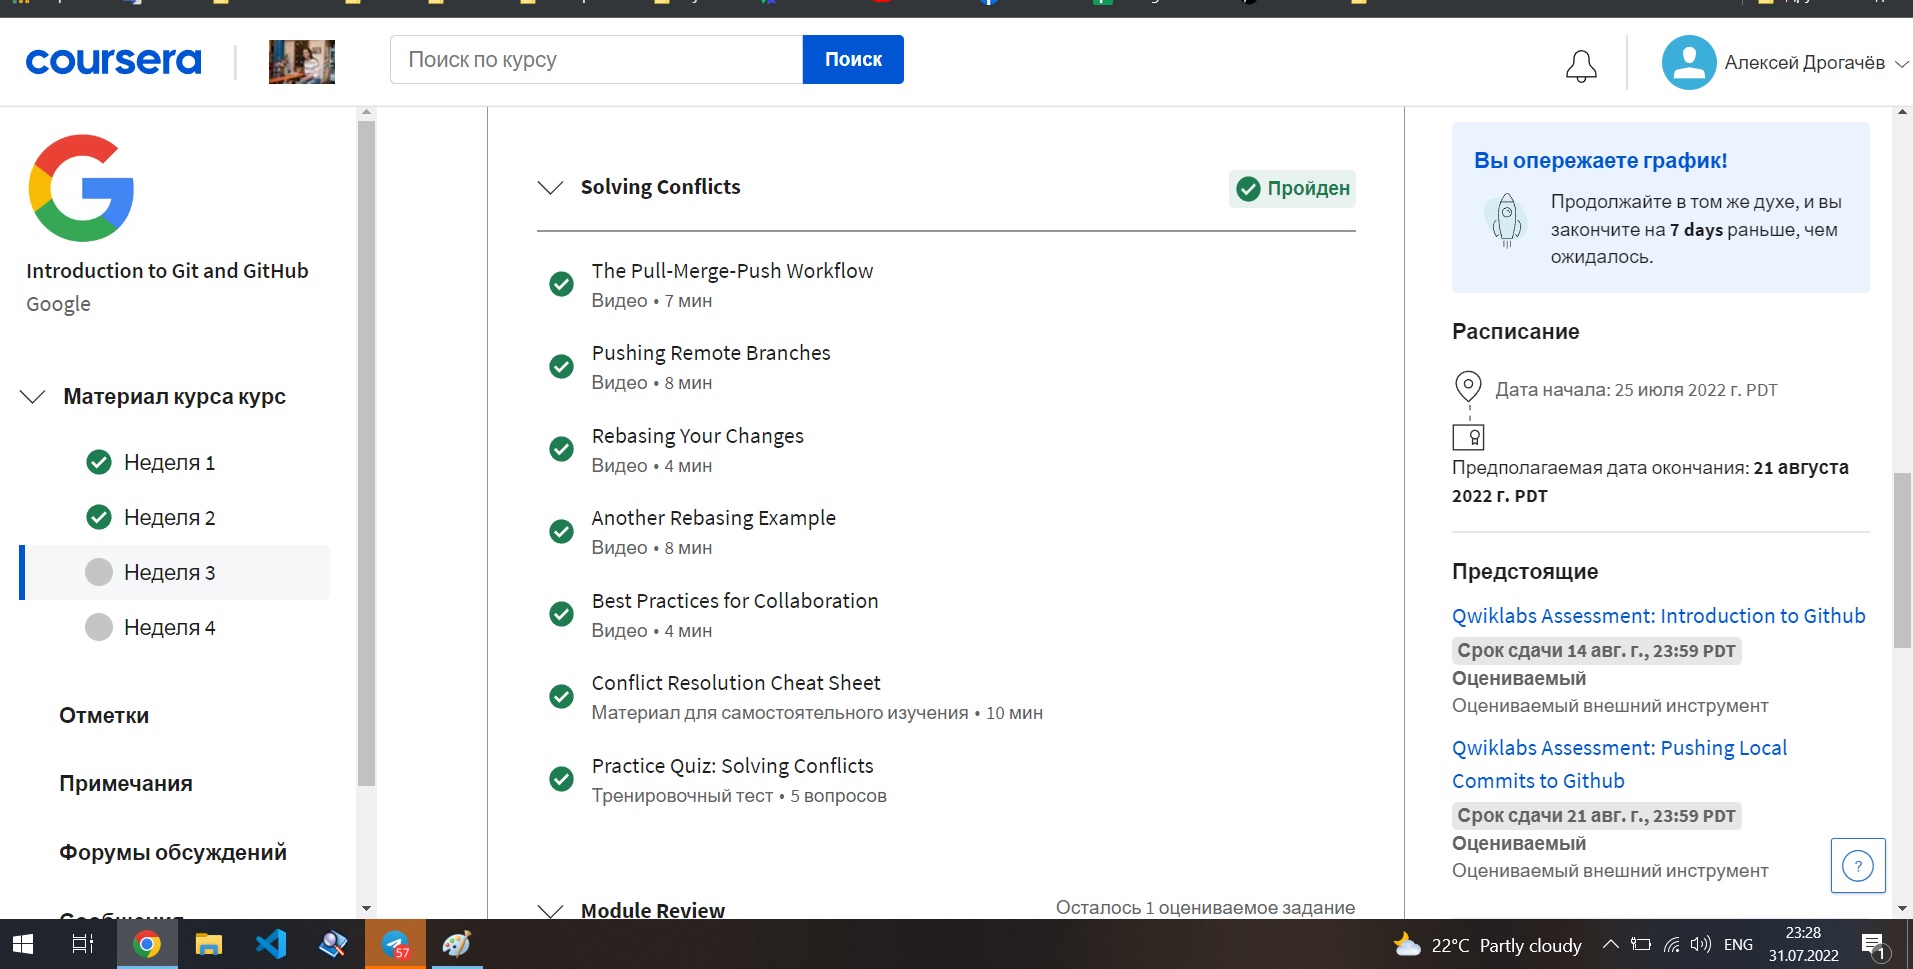 coursera
Поиск по курсу
Поиск
Алексей Дрогачёв
Introduction to Git and GitHub
Google
Материал курса курс
Неделя 1
Неделя 2
Неделя 3
Неделя 4
Отметки
Примечания
Форумы обсуждений
Сообщения
Solving Conflicts
Пройден
The Pull-Merge-Push Workflow
Видео • 7 мин
Pushing Remote Branches
Видео • 8 мин
Rebasing Your Changes
Видео • 4 мин
Another Rebasing Example
Видео • 8 мин
Best Practices for Collaboration
Видео • 4 мин
Conflict Resolution Cheat Sheet
Материал для самостоятельного изучения • 10 мин
Practice Quiz: Solving Conflicts
Тренировочный тест • 5 вопросов
Module Review
Осталось 1 оцениваемое задание
Вы опережаете график!
Продолжайте в том же духе, и вы
закончите на 7 days раньше, чем
ожидалось.
Расписание
Дата начала: 25 июля 2022 г. PDT
Предполагаемая дата окончания: 21 августа
2022 г. PDT
Предстоящие
Qwiklabs Assessment: Introduction to Github
Срок сдачи 14 авг. г., 23:59 PDT
Оцениваемый
Оцениваемый внешний инструмент
Qwiklabs Assessment: Pushing Local
Commits to Github
Срок сдачи 21 авг. г., 23:59 PDT
Оцениваемый
Оцениваемый внешний инструмент
?
57
22°C Partly cloudy
ENG
23:28
31.07.2022
1